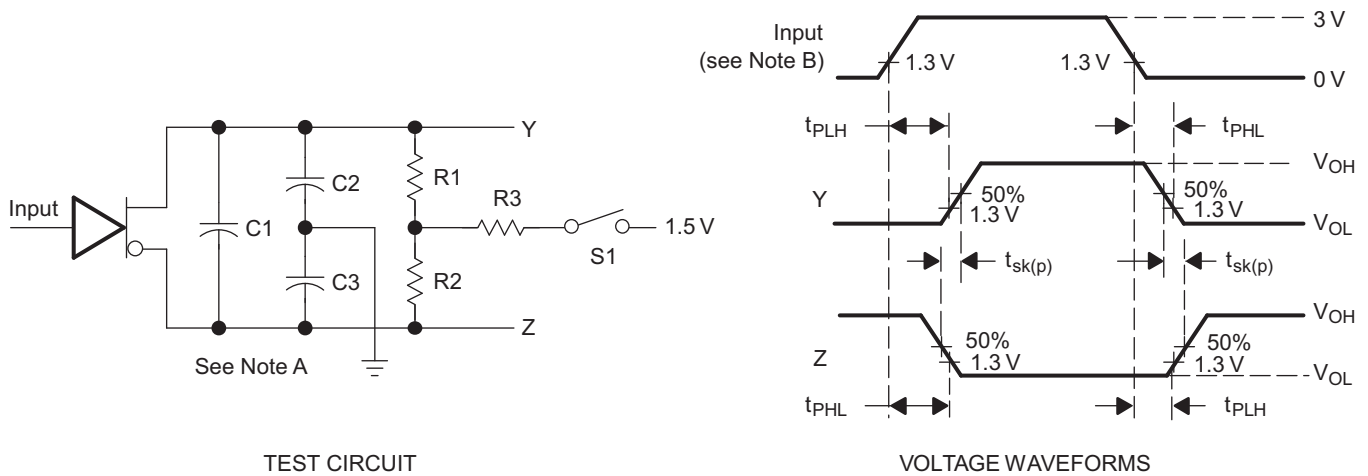 Input
Y
C2
R1
R3
C1
1.5 V
S1
C3
R2
Z
See Note A
TEST CIRCUIT
Input
(see Note B)
3 V
1.3 V
1.3 V
0 V
tPLH
tPHL
VOH
Y
50%
1.3 V
50%
1.3 V
VOL
tsk(p)
tsk(p)
VOH
Z
50%
1.3 V
50%
1.3 V
VOL
tPHL
tPLH
VOLTAGE WAVEFORMS